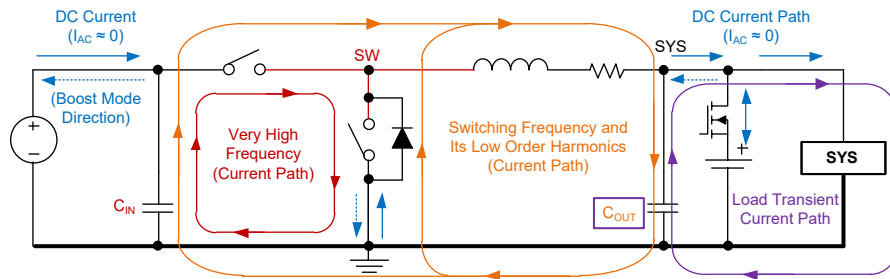 DC Current
(I_AC ≈ 0)
(Boost Mode
Direction)
SW
SYS
DC Current Path
(I_AC ≈ 0)
Very High
Frequency
(Current Path)
Switching Frequency and
Its Low Order Harmonics
(Current Path)
C_IN
C_OUT
+
−
+
SYS
Load Transient
Current Path